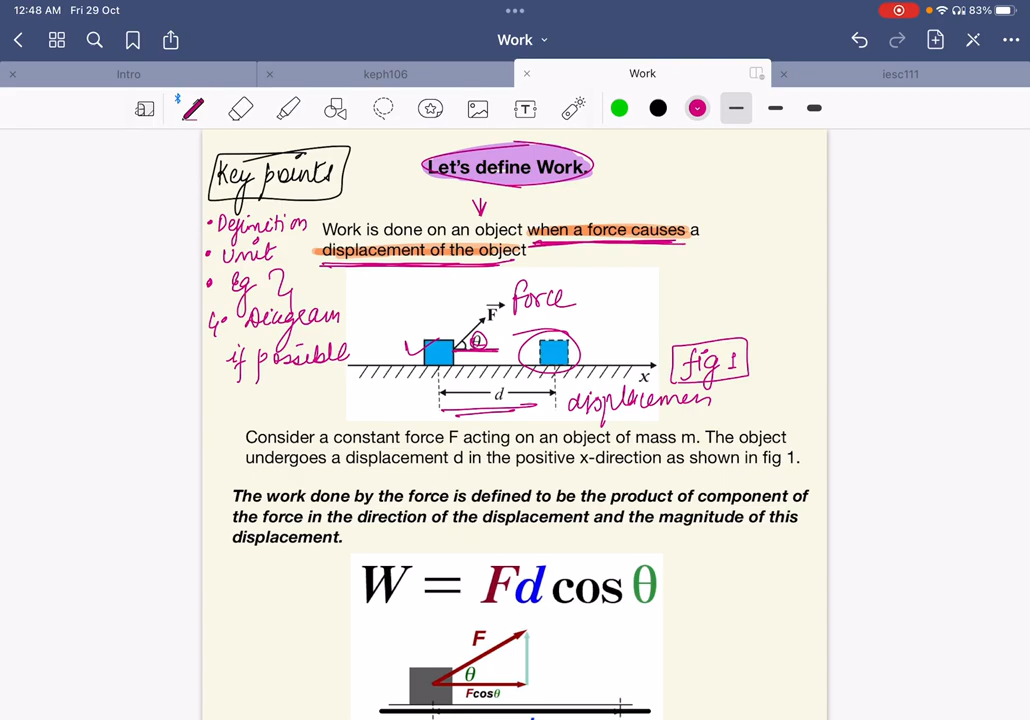 12:48 AM Fri 29 Oct
83%
Work
Intro
keph106
Work
iesc111
Key points
Let's define Work.
• Definition
• Unit
• Eg
• Diagram
if possible
Work is done on an object when a force causes a
displacement of the object
F
force
θ
x
d
displacemen
fig 1
Consider a constant force F acting on an object of mass m. The object
undergoes a displacement d in the positive x-direction as shown in fig 1.
The work done by the force is defined to be the product of component of
the force in the direction of the displacement and the magnitude of this
displacement.
W = Fd cos θ
F
θ
Fcosθ